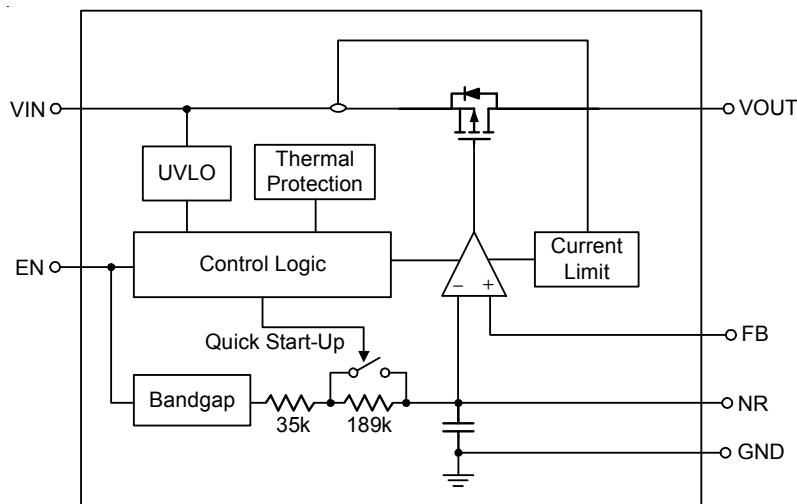 VIN
VOUT
UVLO
Thermal
Protection
EN
Control Logic
Current
Limit
− +
Quick Start-Up
FB
Bandgap
35k
189k
NR
GND